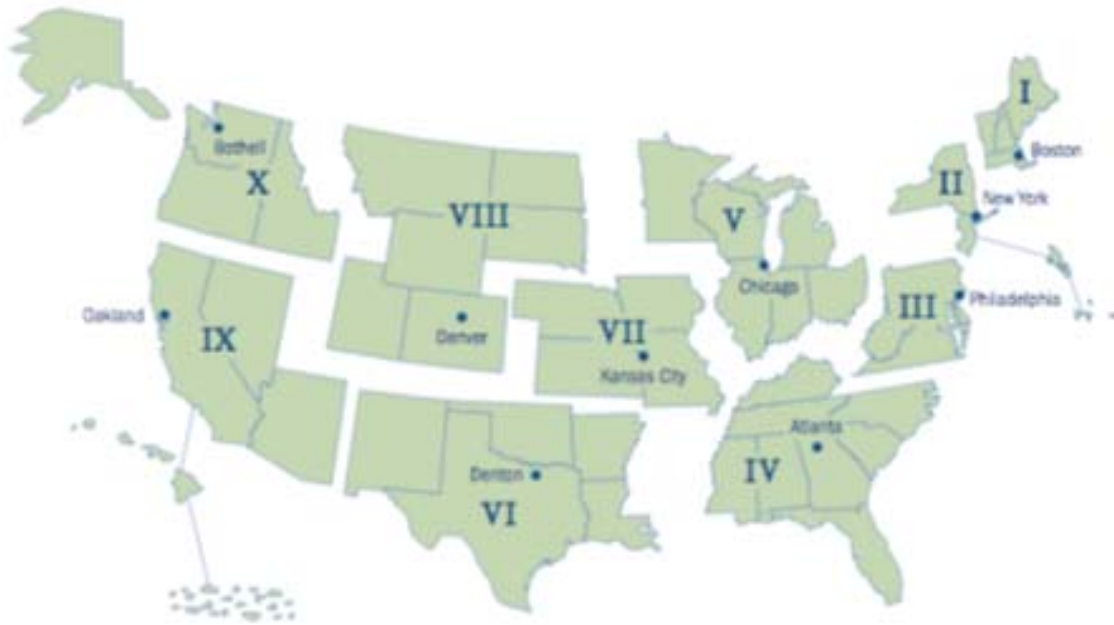 I
Boston
Bothell
X
II
New York
VIII
V
Chicago
III
Philadelphia
Oakland
IX
Denver
VII
Kansas City
Atlanta
IV
Denton
VI